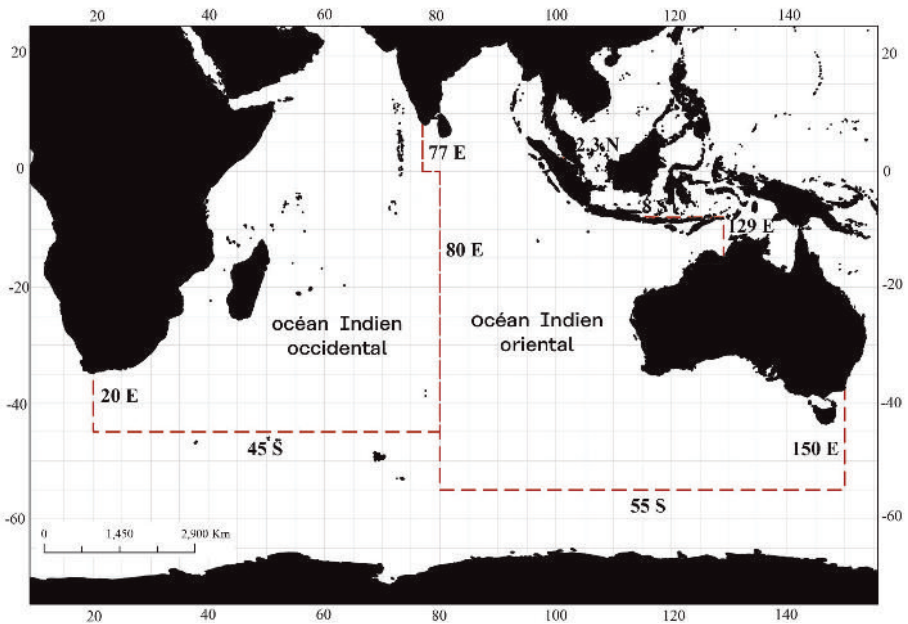 20 40 60 80 100 120 140
20 20
2.3 N
77 E
0 0
8 S
129 E
80 E
-20 -20
océan Indien occidental
océan Indien oriental
20 E
-40 -40
45 S
150 E
55 S
-60 -60
0 1,450 2,900 Km
20 40 60 80 100 120 140